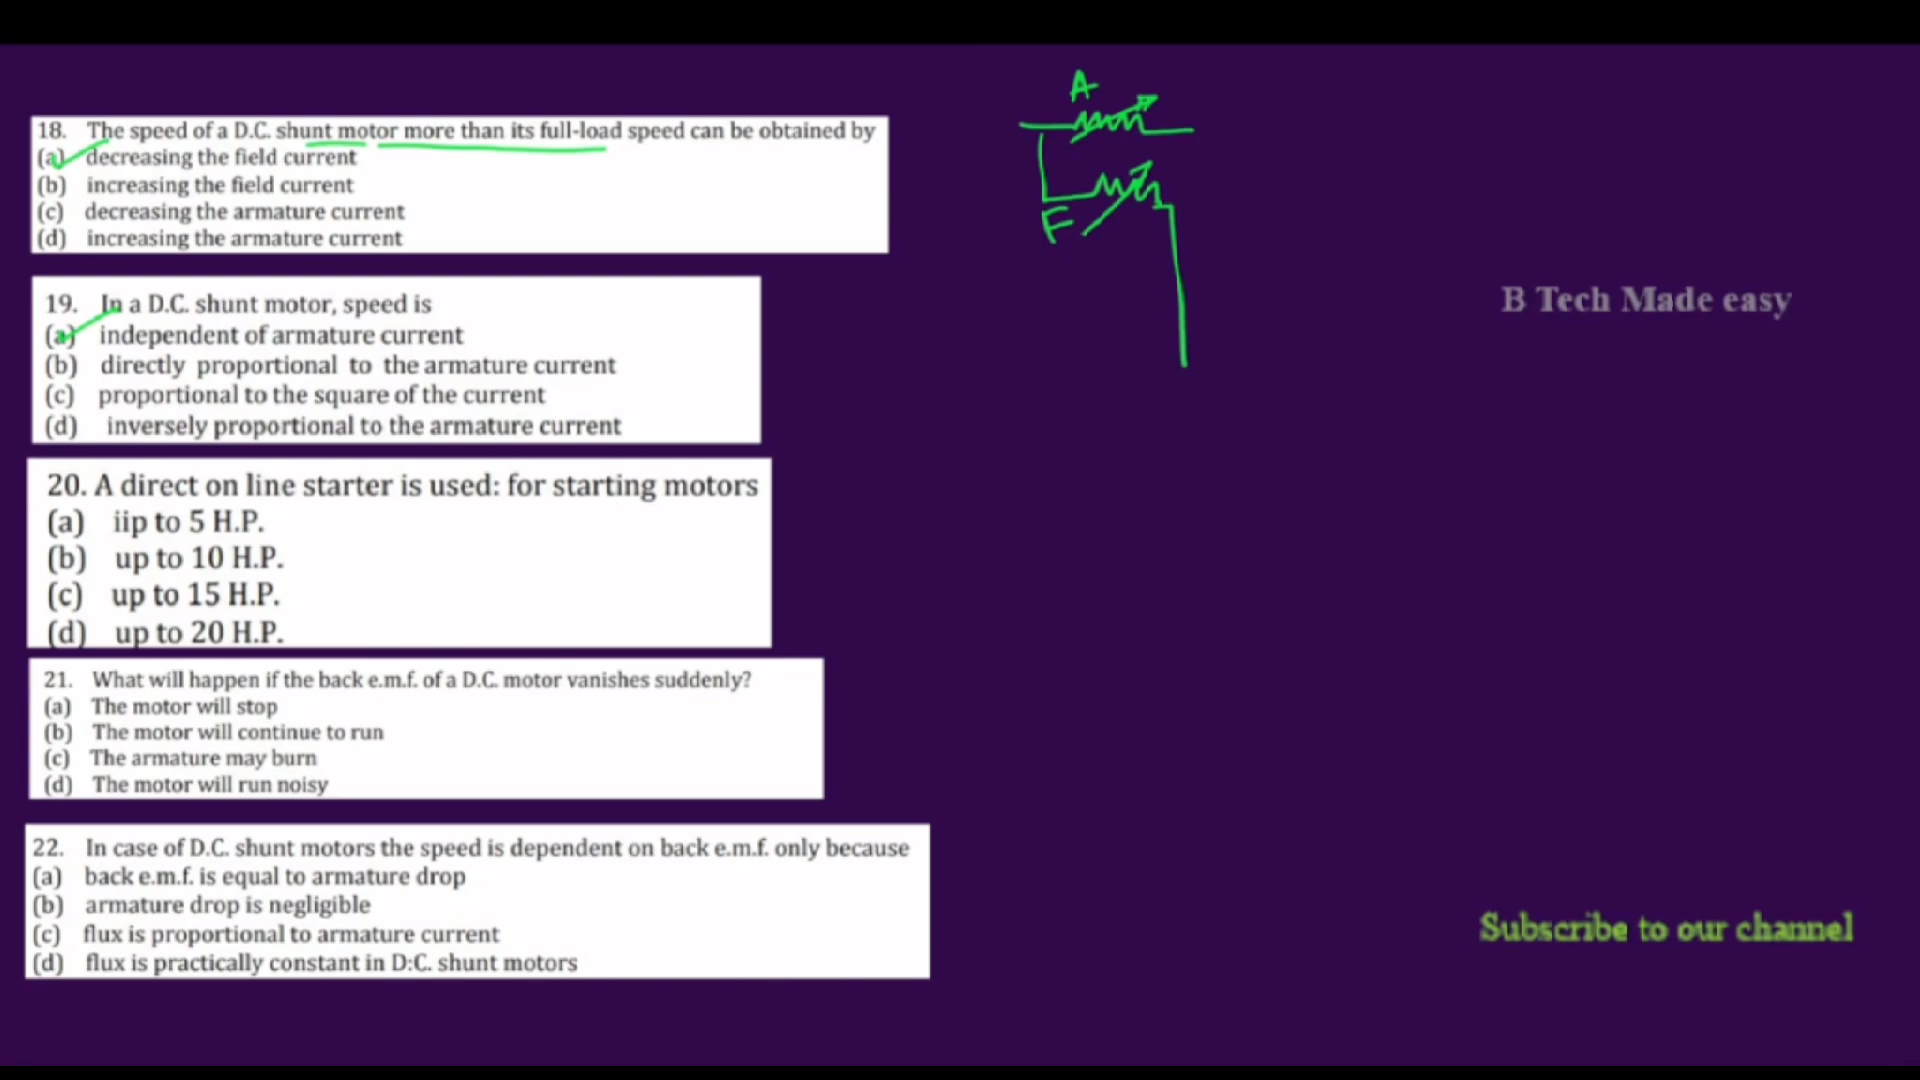 18. The speed of a D.C. shunt motor more than its full-load speed can be obtained by
(a) decreasing the field current
(b) increasing the field current
(c) decreasing the armature current
(d) increasing the armature current
19. In a D.C. shunt motor, speed is
(a) independent of armature current
(b) directly proportional to the armature current
(c) proportional to the square of the current
(d) inversely proportional to the armature current
20. A direct on line starter is used: for starting motors
(a) iip to 5 H.P.
(b) up to 10 H.P.
(c) up to 15 H.P.
(d) up to 20 H.P.
21. What will happen if the back e.m.f. of a D.C. motor vanishes suddenly?
(a) The motor will stop
(b) The motor will continue to run
(c) The armature may burn
(d) The motor will run noisy
22. In case of D.C. shunt motors the speed is dependent on back e.m.f. only because
(a) back e.m.f. is equal to armature drop
(b) armature drop is negligible
(c) flux is proportional to armature current
(d) flux is practically constant in D:C. shunt motors
A
F
B Tech Made easy
Subscribe to our channel